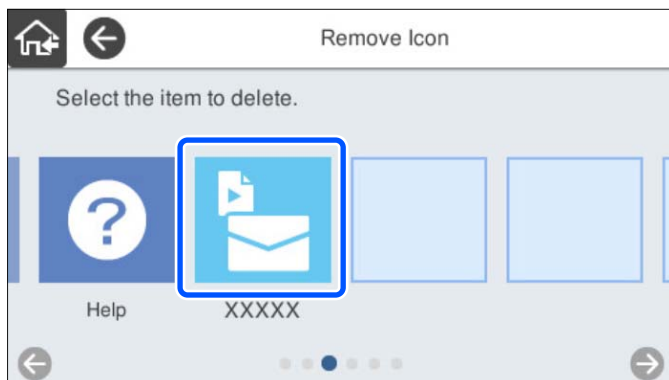 Remove Icon
Select the item to delete.
?
Help
XXXXX